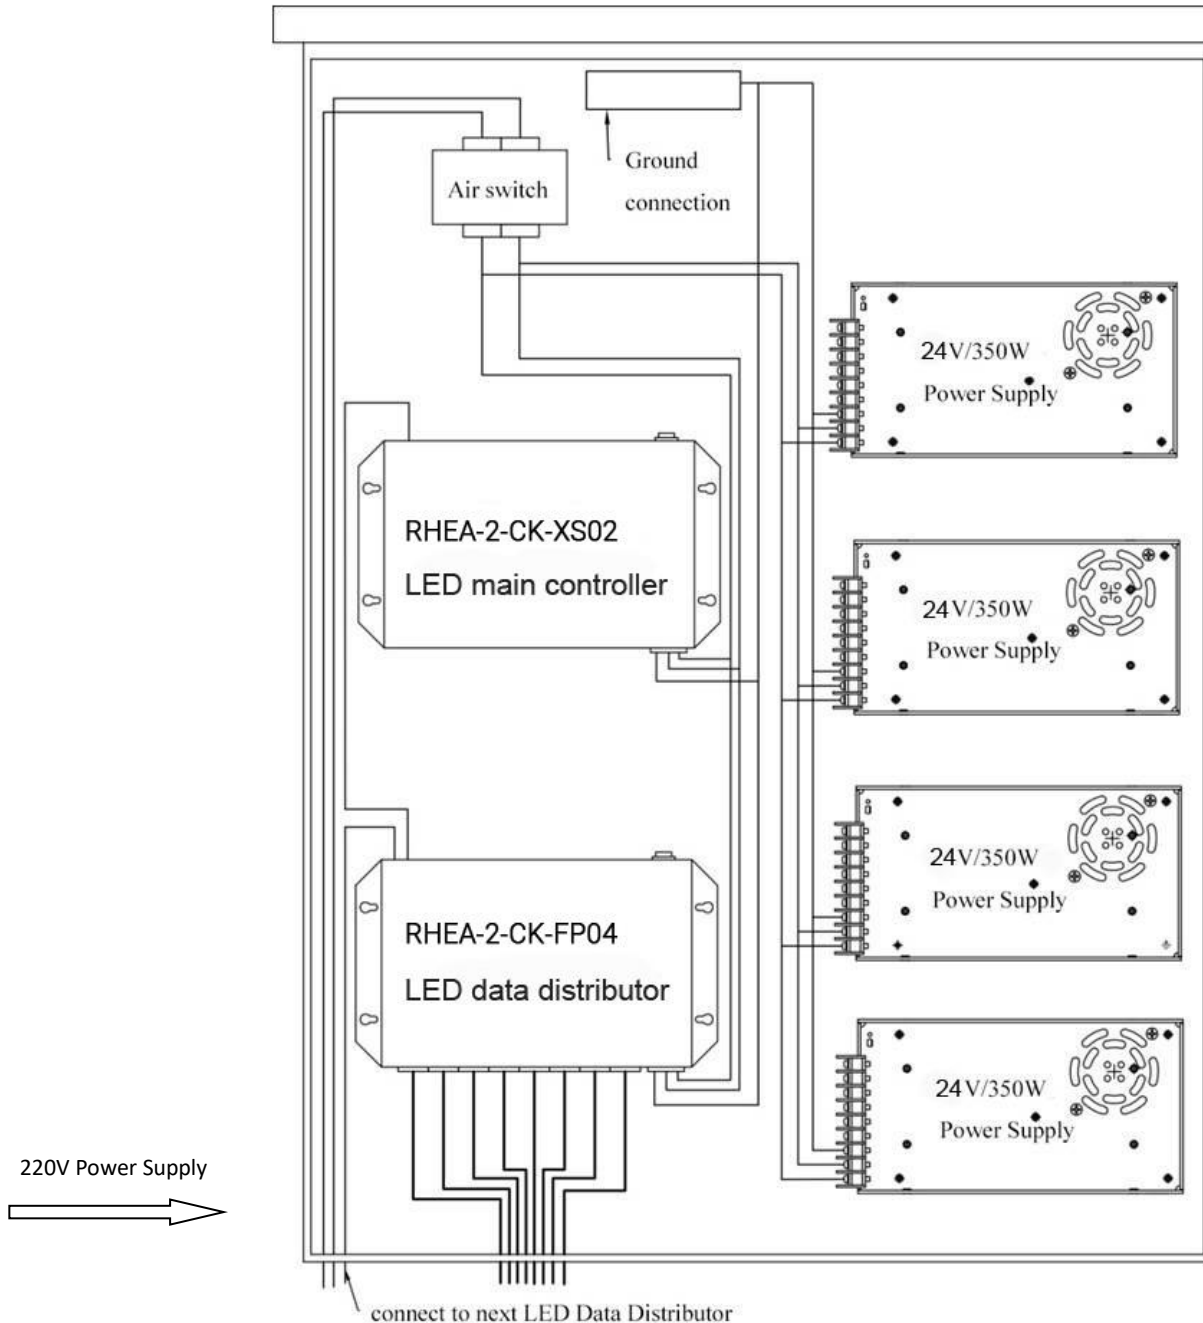 Ground
connection
Air switch
24V/350W
Power Supply
RHEA-2-CK-XS02
LED main controller
24V/350W
Power Supply
24V/350W
Power Supply
RHEA-2-CK-FP04
LED data distributor
24V/350W
Power Supply
220V Power Supply
connect to next LED Data Distributor